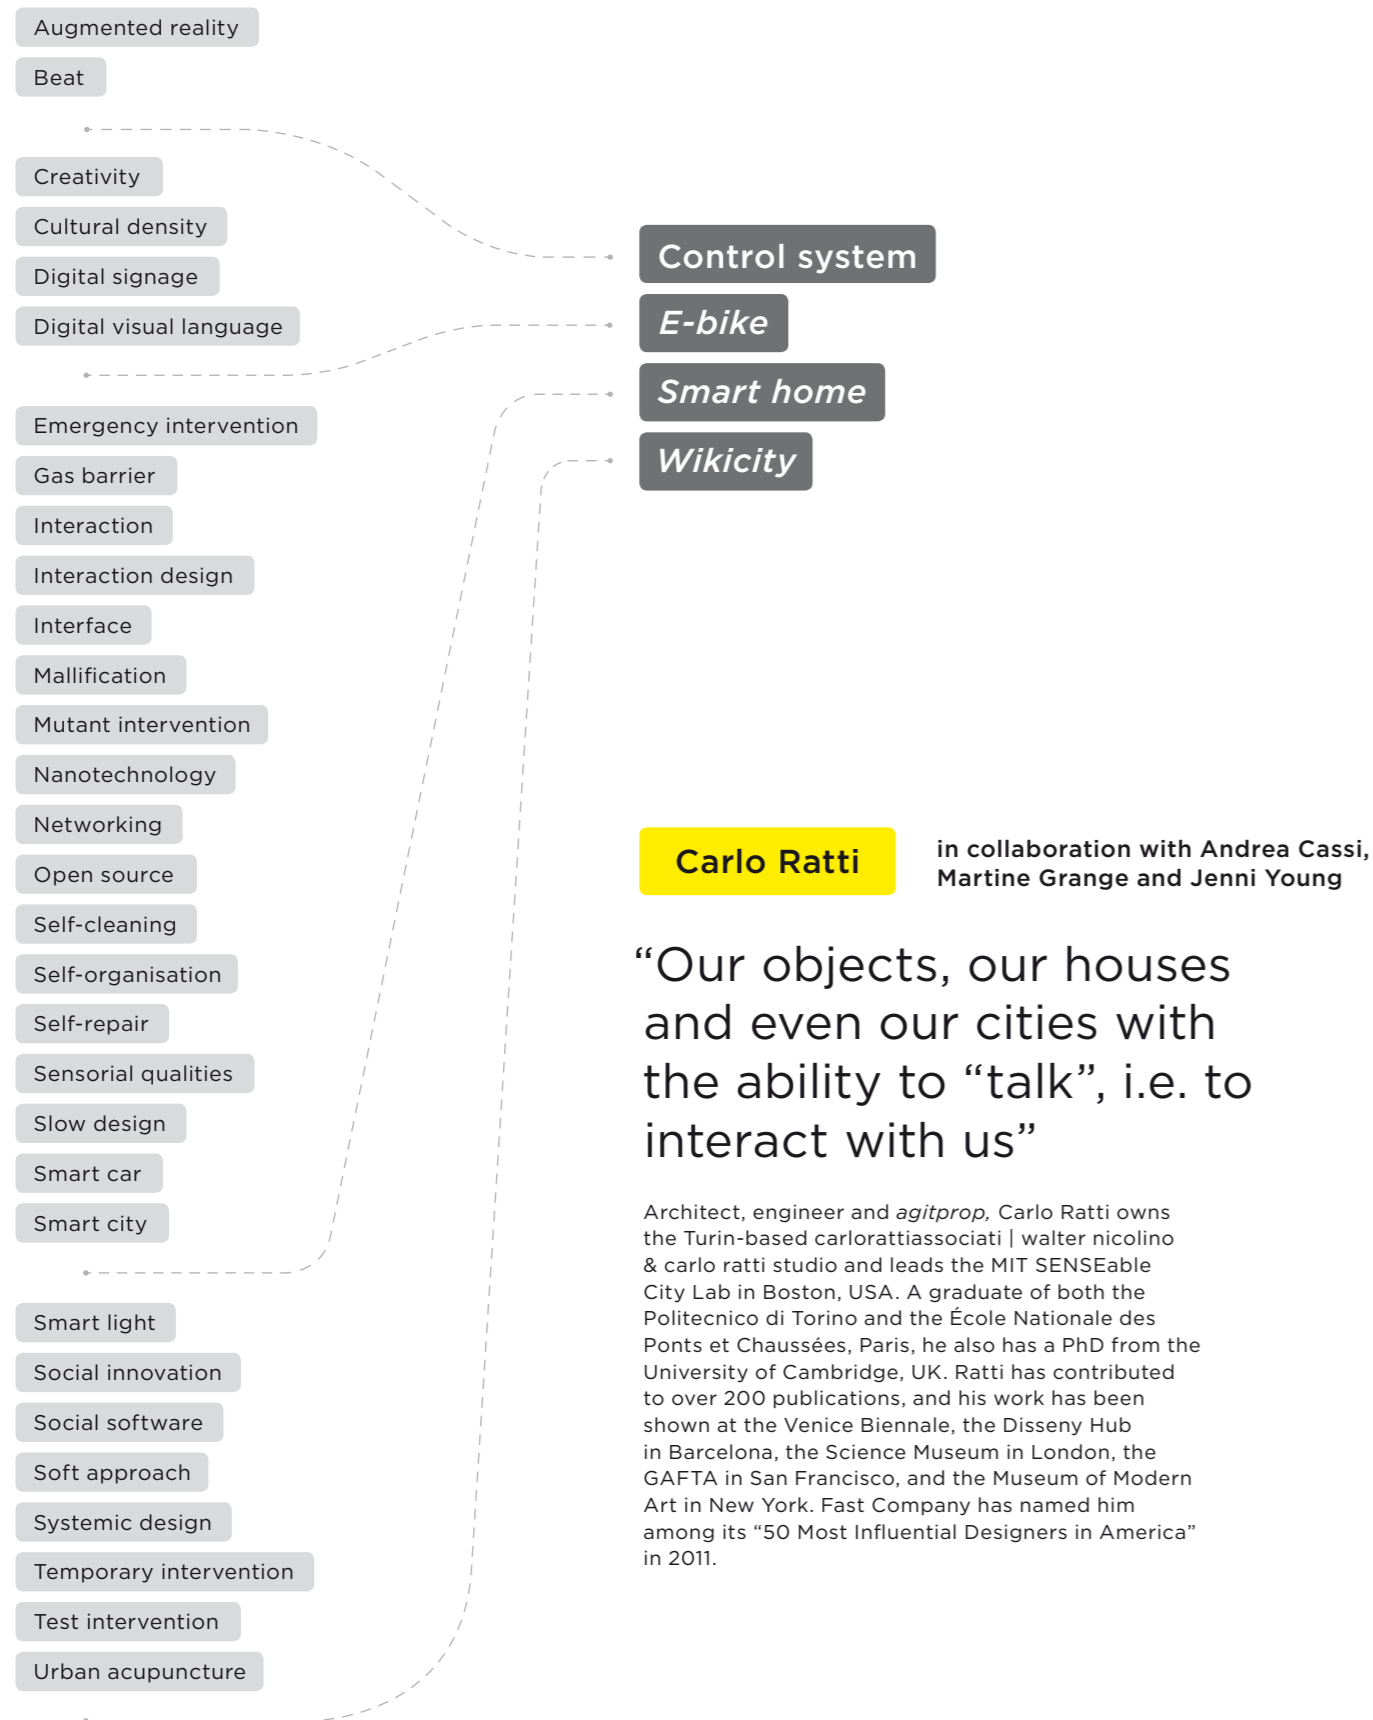 Augmented reality
Beat
Creativity
Cultural density
Digital signage
Digital visual language
Emergency intervention
Gas barrier
Interaction
Interaction design
Interface
Mallification
Mutant intervention
Nanotechnology
Networking
Open source
Self-cleaning
Self-organisation
Self-repair
Sensorial qualities
Slow design
Smart car
Smart city
Smart light
Social innovation
Social software
Soft approach
Systemic design
Temporary intervention
Test intervention
Urban acupuncture
Control system
E-bike
Smart home
Wikicity
Carlo Ratti
in collaboration with Andrea Cassi,
Martine Grange and Jenni Young
“Our objects, our houses
and even our cities with
the ability to “talk”, i.e. to
interact with us”
Architect, engineer and agitprop, Carlo Ratti owns
the Turin-based carlorattiassociati | walter nicolino
& carlo ratti studio and leads the MIT SENSEable
City Lab in Boston, USA. A graduate of both the
Politecnico di Torino and the École Nationale des
Ponts et Chaussées, Paris, he also has a PhD from the
University of Cambridge, UK. Ratti has contributed
to over 200 publications, and his work has been
shown at the Venice Biennale, the Disseny Hub
in Barcelona, the Science Museum in London, the
GAFTA in San Francisco, and the Museum of Modern
Art in New York. Fast Company has named him
among its “50 Most Influential Designers in America”
in 2011.